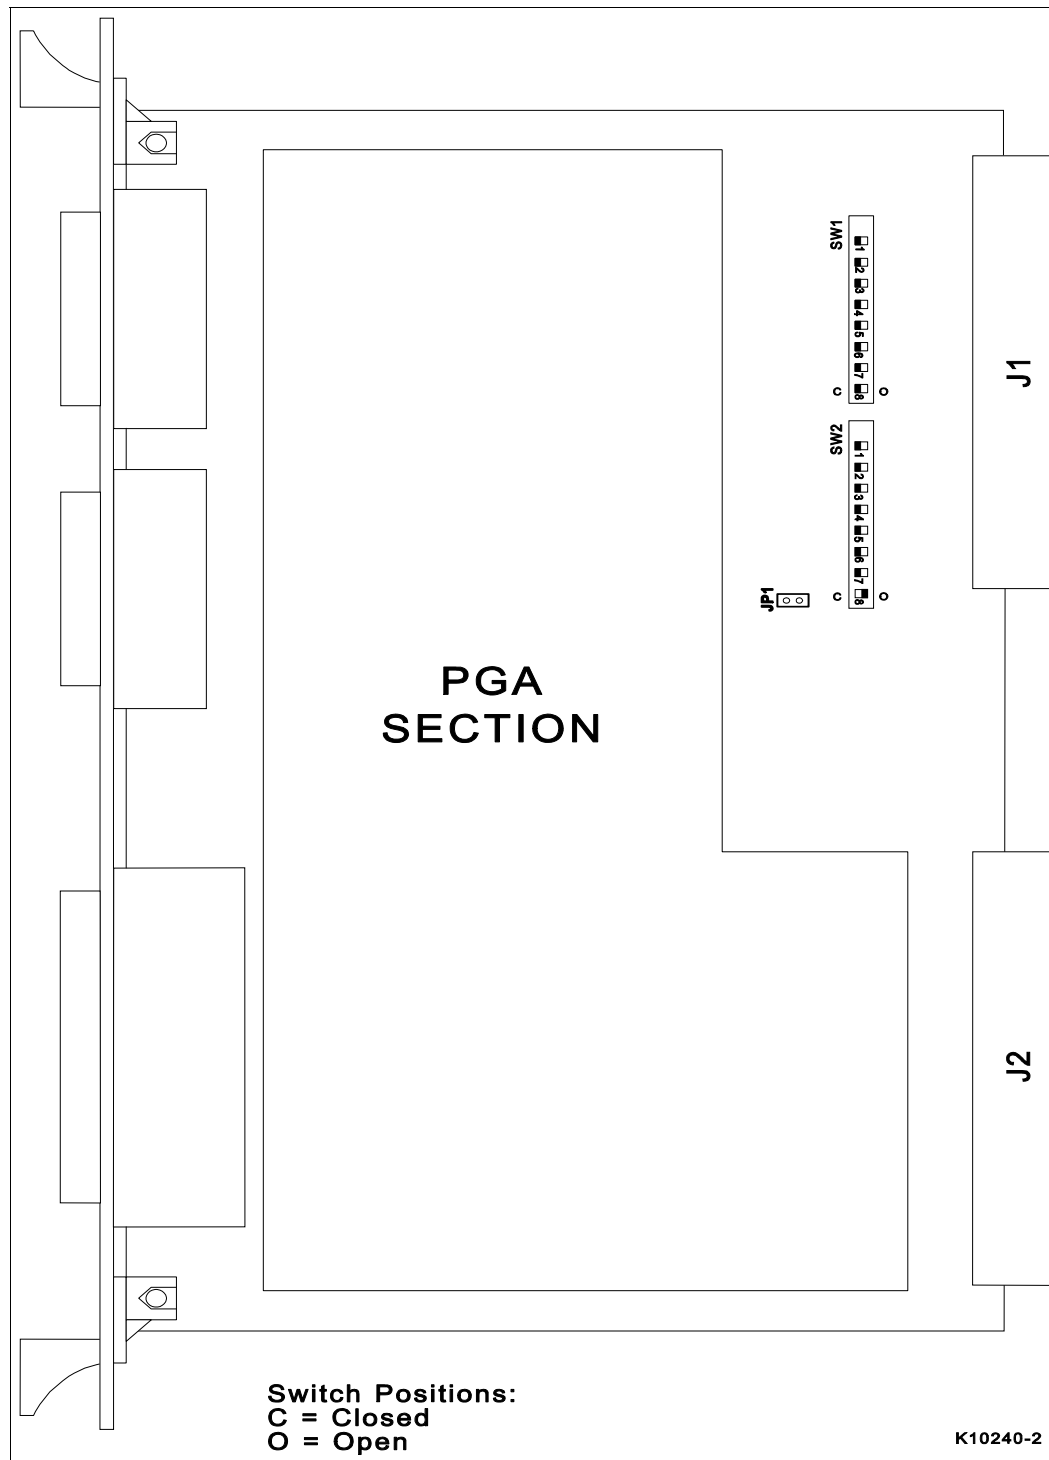 SW1
1
2
3
4
5
6
7
8
C O
J1
SW2
1
2
3
4
5
6
7
8
C O
JP1
PGA
SECTION
J2
Switch Positions:
C = Closed
O = Open
K10240-2